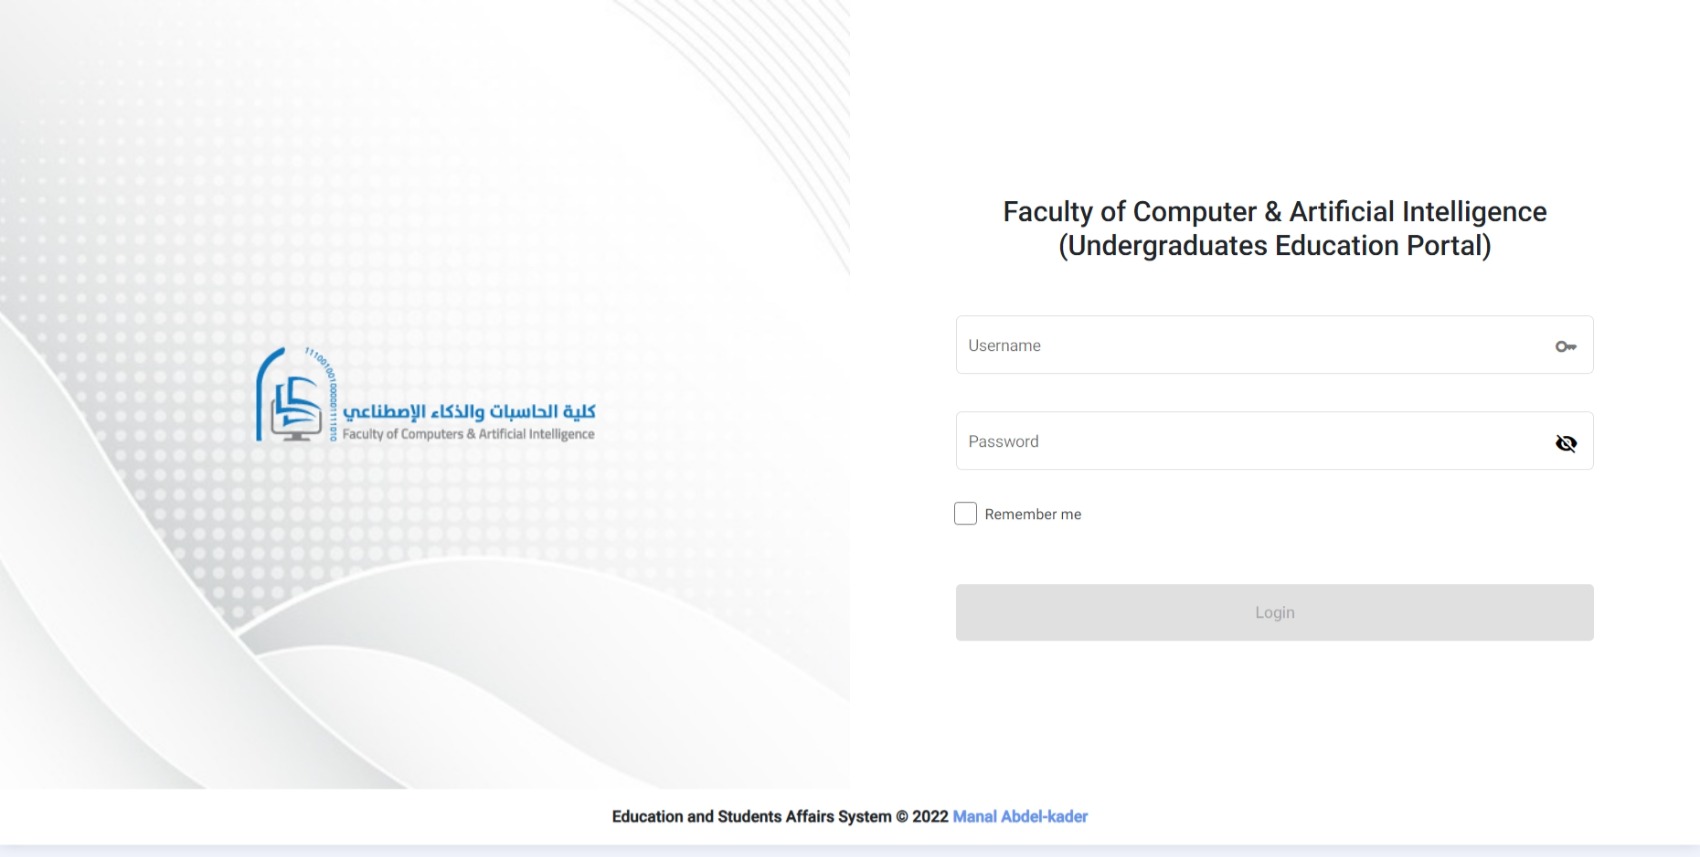 111001001000001111010
كلية الحاسبات والذكاء الإصطناعي
Faculty of Computers & Artificial Intelligence
Faculty of Computer & Artificial Intelligence
(Undergraduates Education Portal)
Username
Password
Remember me
Login
Education and Students Affairs System © 2022 Manal Abdel-kader